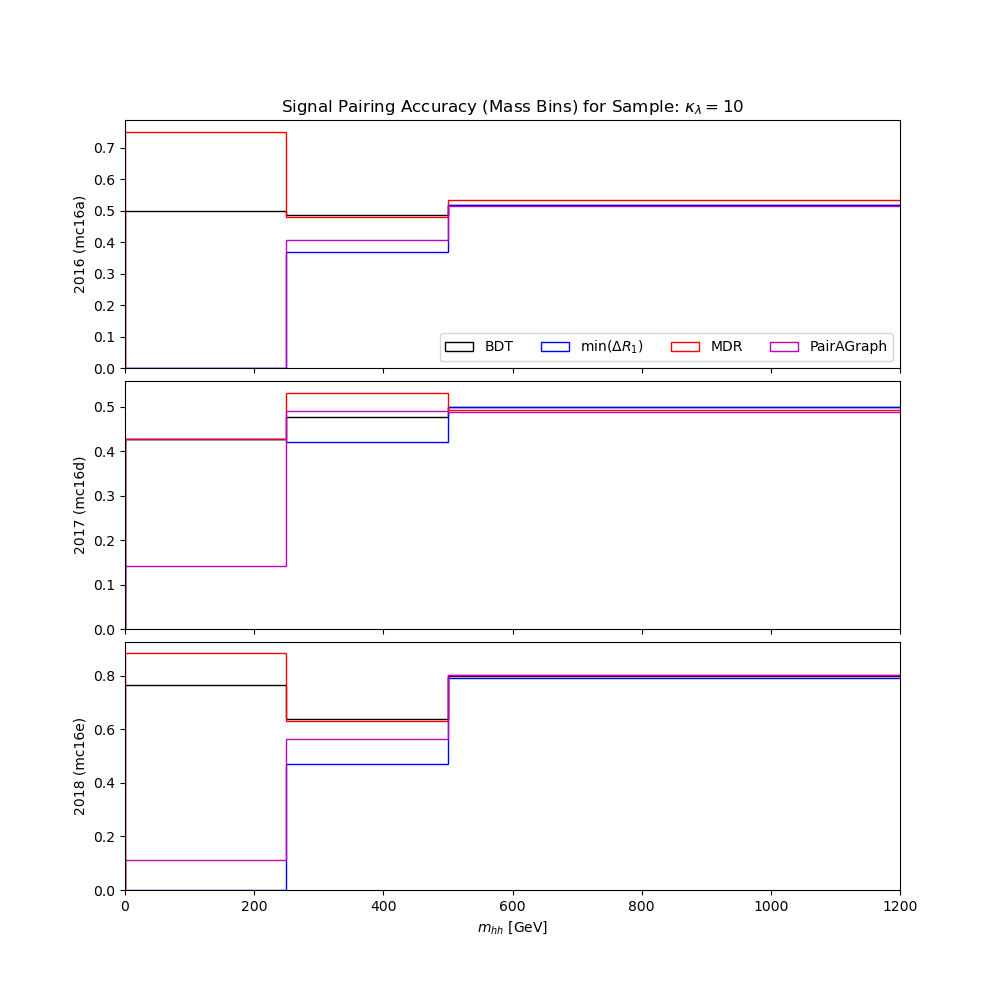 Signal Pairing Accuracy (Mass Bins) for Sample: κλ = 10
0.7
0.6
0.5
0.4
0.3
0.2
0.1
0.0
2016 (mc16a)
BDT min(ΔR1) MDR PairAGraph
0.5
0.4
0.3
0.2
0.1
0.0
2017 (mc16d)
0.8
0.6
0.4
0.2
0.0
2018 (mc16e)
0 200 400 600 800 1000 1200
mhh [GeV]